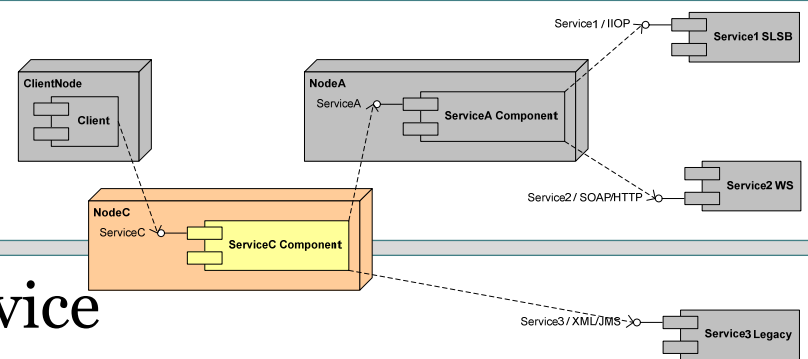 Service1 / IIOP
Service1 SLSB
ClientNode
Client
NodeA
ServiceA
ServiceA Component
Service2 / SOAP/HTTP
Service2 WS
NodeC
ServiceC
ServiceC Component
vice
Service3 / XML/JMS
Service3 Legacy